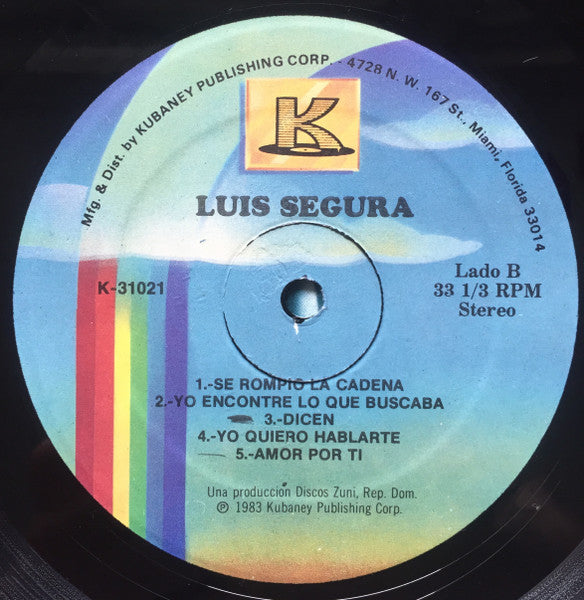 Mfg. & Dist. by KUBANEY PUBLISHING CORP. - 4728 N. W. 167 St., Miami, Florida 33014
K
LUIS SEGURA
K-31021
Lado B
33 1/3 RPM
Stereo
1.-SE ROMPIO LA CADENA
2.-YO ENCONTRE LO QUE BUSCABA
3.-DICEN
4.-YO QUIERO HABLARTE
5.-AMOR POR TI
Una producción Discos Zuni, Rep. Dom.
℗ 1983 Kubaney Publishing Corp.